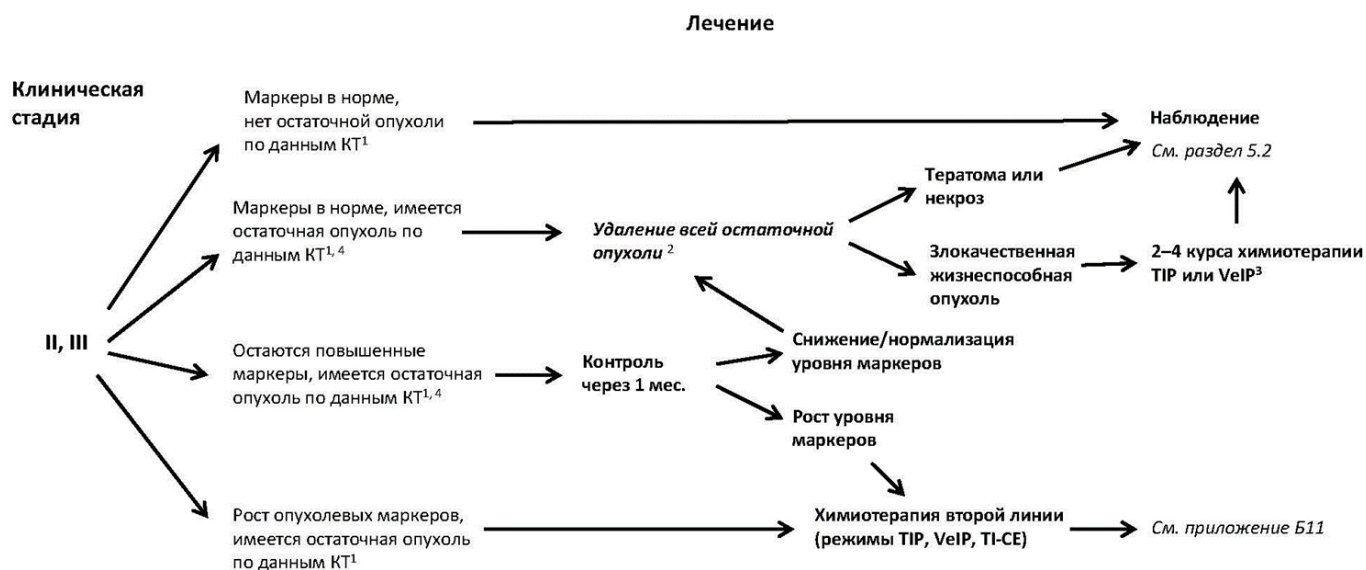 Лечение
Клиническая
стадия
Маркеры в норме,
нет остаточной опухоли
по данным КТ¹
Наблюдение
См. раздел 5.2
Тератома или
некроз
Маркеры в норме, имеется
остаточная опухоль по
данным КТ¹, ⁴
Удаление всей остаточной
опухоли ²
Злокачественная
жизнеспособная
опухоль
2–4 курса химиотерапии
TIP или VeIP³
II, III
Остаются повышенные
маркеры, имеется остаточная
опухоль по данным КТ¹, ⁴
Контроль
через 1 мес.
Снижение/нормализация
уровня маркеров
Рост уровня
маркеров
Рост опухолевых маркеров,
имеется остаточная опухоль
по данным КТ¹
Химиотерапия второй линии
(режимы TIP, VeIP, TI-CE)
См. приложение Б11